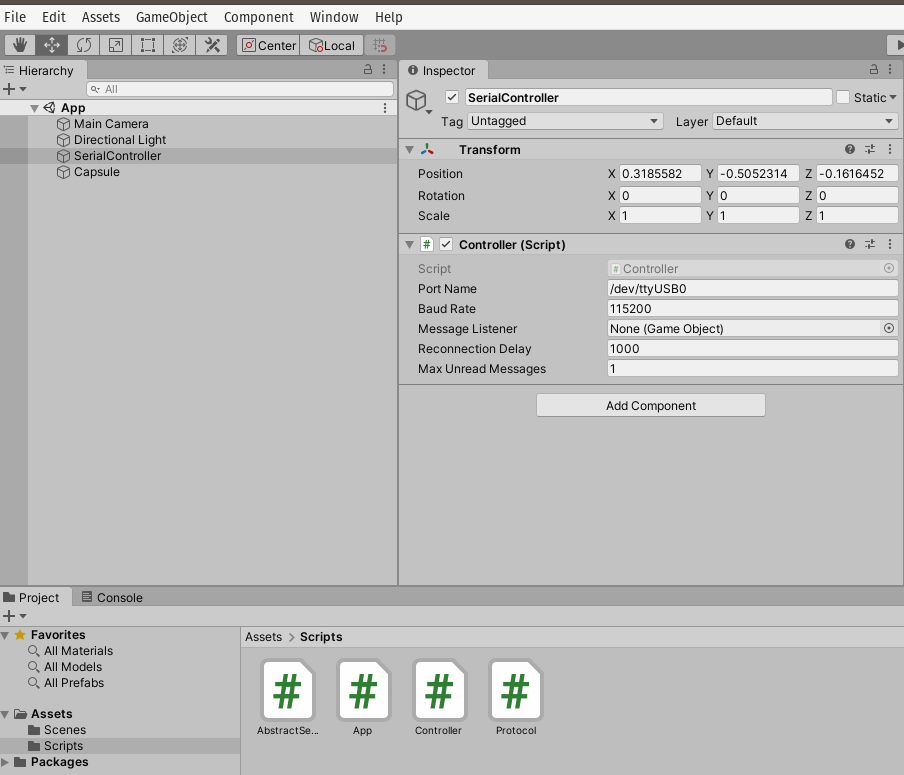 File Edit Assets GameObject Component Window Help
Center Local
Hierarchy
All
App
Main Camera
Directional Light
SerialController
Capsule
Inspector
SerialController Static
Tag Untagged Layer Default
Transform
Position X 0.3185582 Y -0.5052314 Z -0.1616452
Rotation X 0 Y 0 Z 0
Scale X 1 Y 1 Z 1
# Controller (Script)
Script # Controller
Port Name /dev/ttyUSB0
Baud Rate 115200
Message Listener None (Game Object)
Reconnection Delay 1000
Max Unread Messages 1
Add Component
Project Console
Favorites
All Materials
All Models
All Prefabs
Assets
Scenes
Scripts
Packages
Assets > Scripts
# # # #
AbstractSe... App Controller Protocol